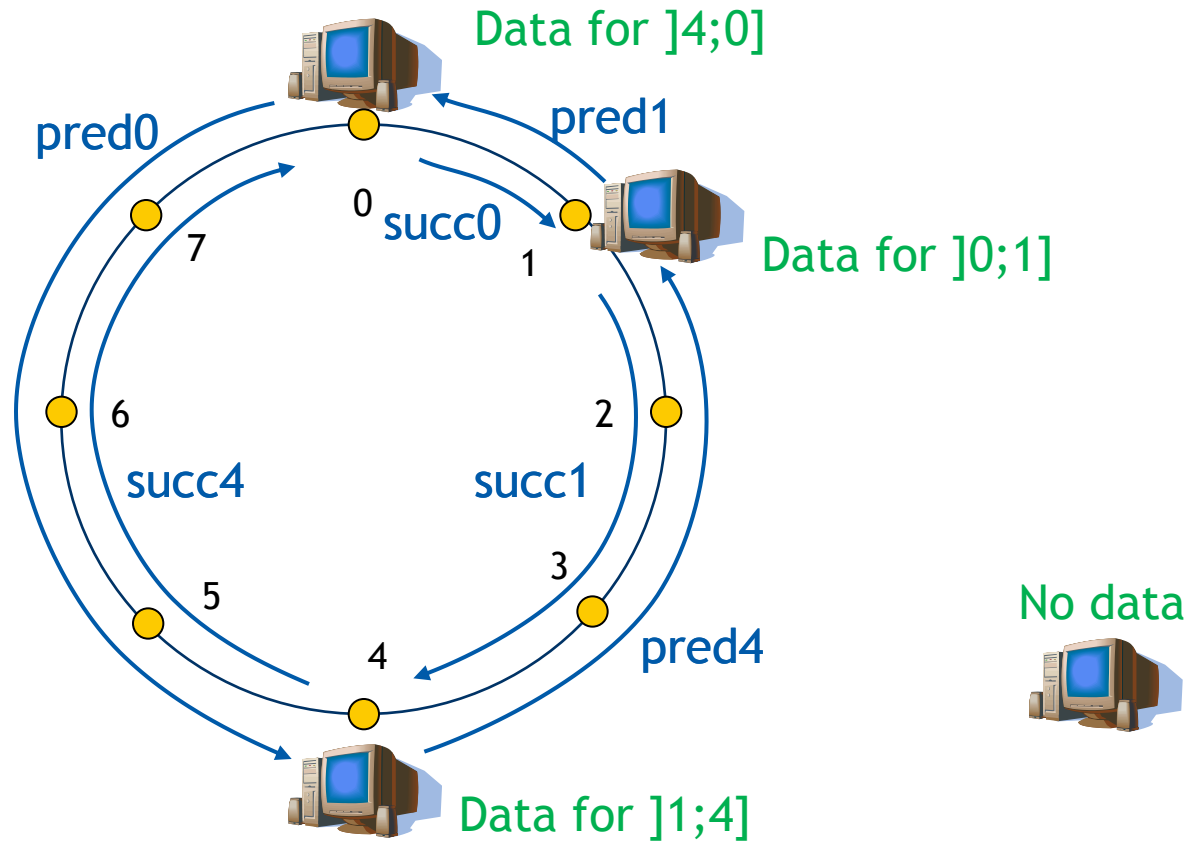 Data for ]4;0]
pred0
pred1
0
succ0
7
1
Data for ]0;1]
6
2
succ4
succ1
3
5
No data
4
pred4
Data for ]1;4]